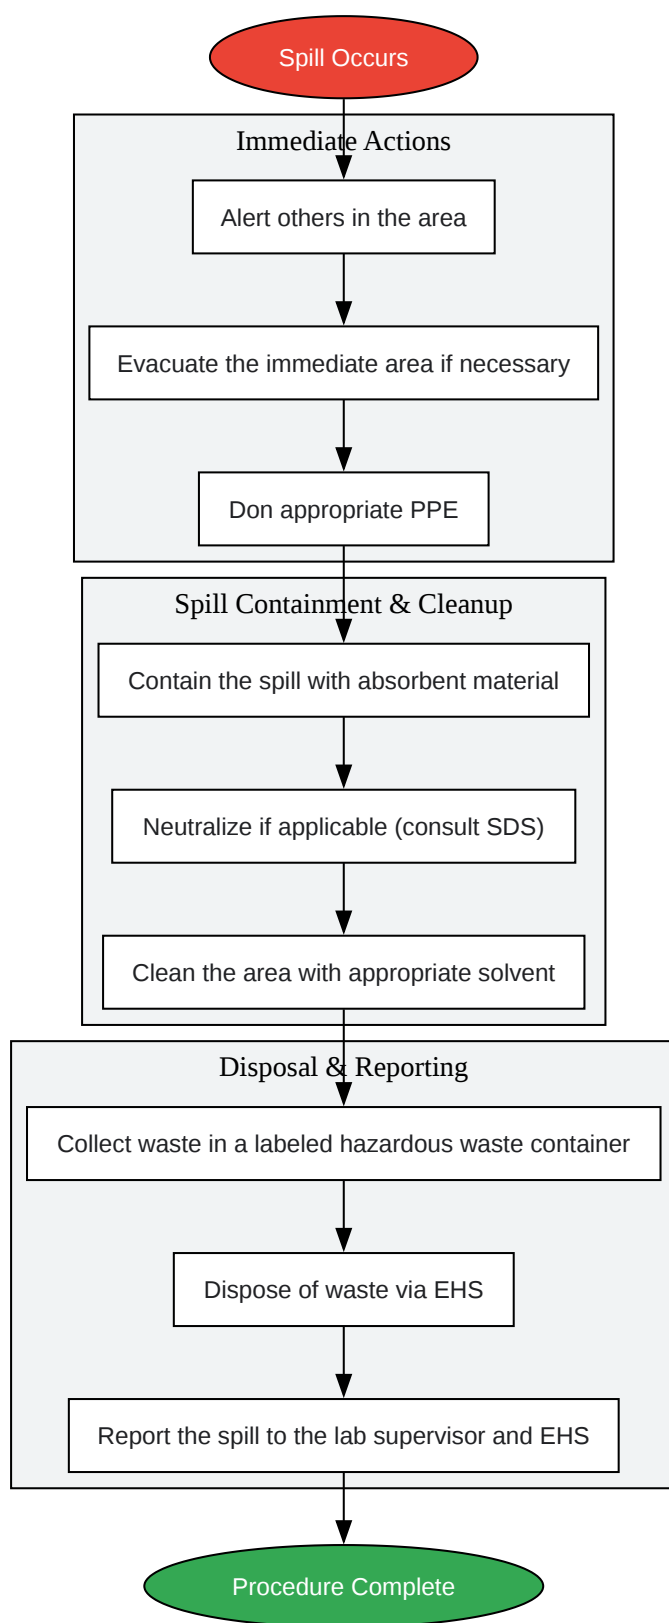 Spill Occurs
Immediate Actions
Alert others in the area
Evacuate the immediate area if necessary
Don appropriate PPE
Spill Containment & Cleanup
Contain the spill with absorbent material
Neutralize if applicable (consult SDS)
Clean the area with appropriate solvent
Disposal & Reporting
Collect waste in a labeled hazardous waste container
Dispose of waste via EHS
Report the spill to the lab supervisor and EHS
Procedure Complete